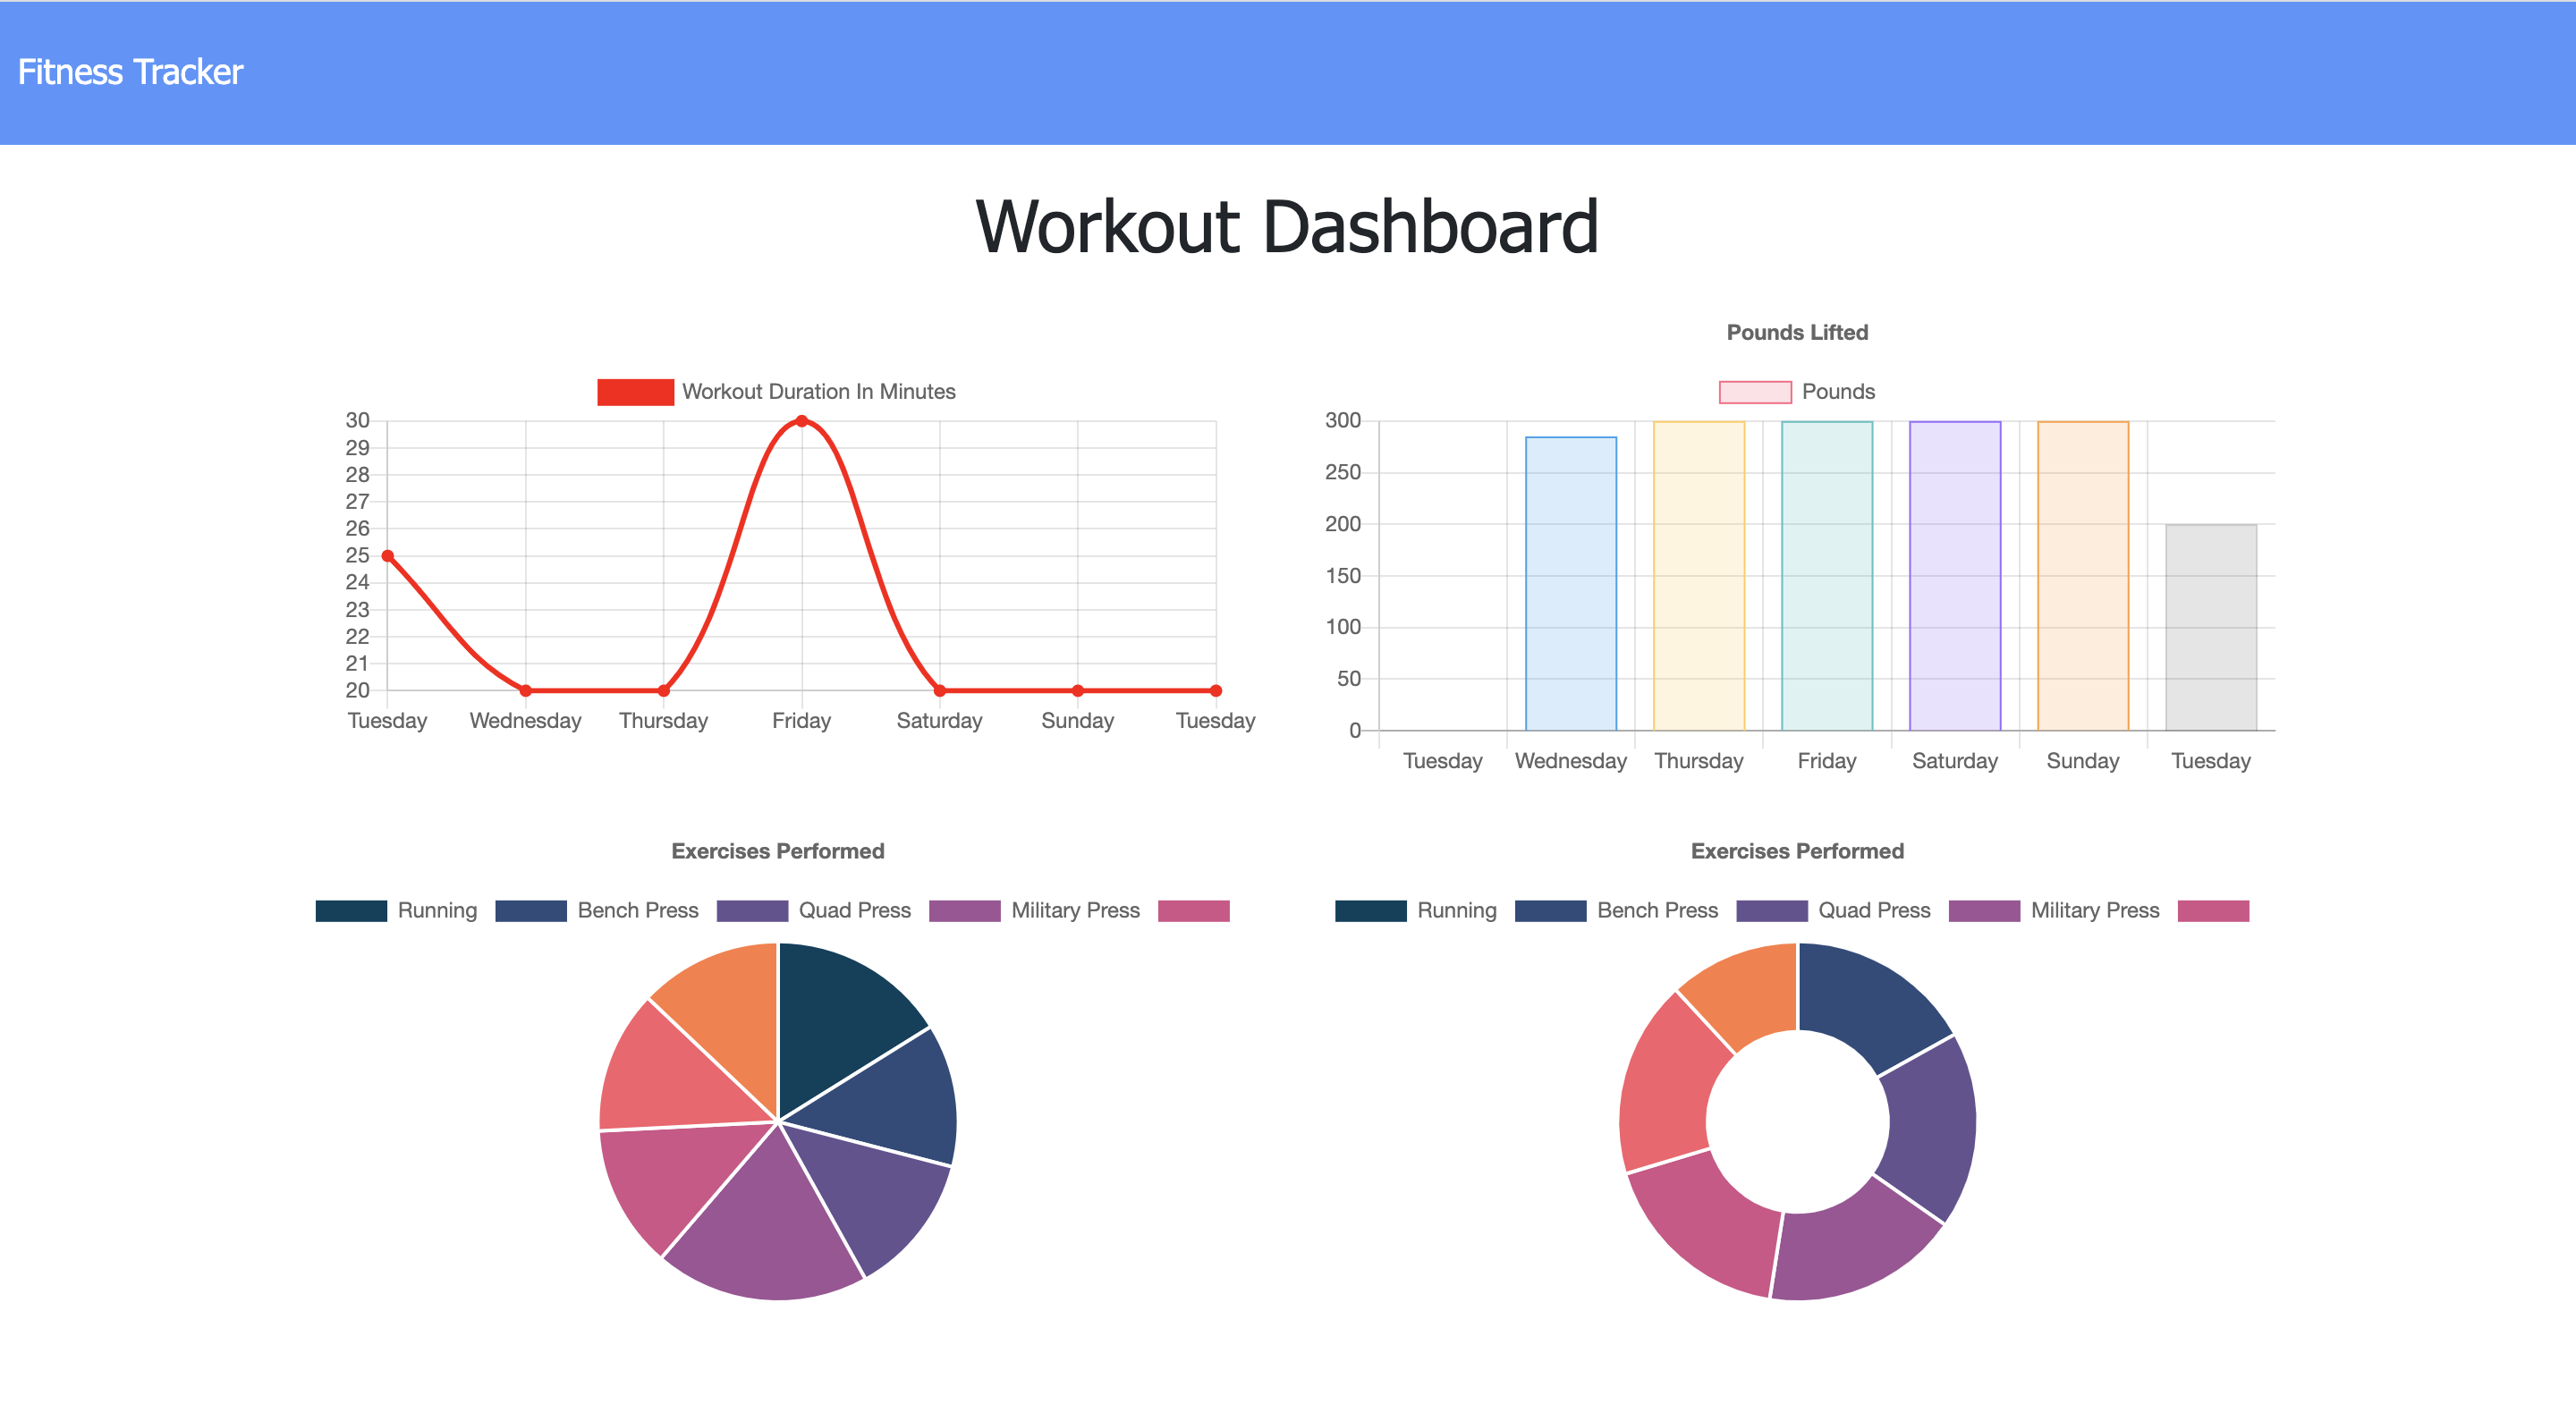 Fitness Tracker
Workout Dashboard
Workout Duration In Minutes
30
29
28
27
26
25
24
23
22
21
20
Tuesday Wednesday Thursday Friday Saturday Sunday Tuesday
Pounds Lifted
Pounds
300
250
200
150
100
50
0
Tuesday Wednesday Thursday Friday Saturday Sunday Tuesday
Exercises Performed
Running Bench Press Quad Press Military Press
Exercises Performed
Running Bench Press Quad Press Military Press